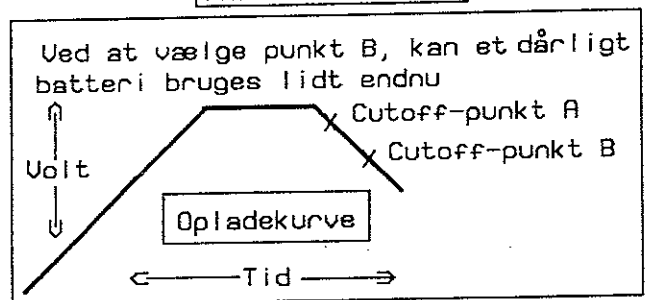 Ved at vælge punkt B, kan et dårligt
batteri bruges lidt endnu
Cutoff-punkt A
Cutoff-punkt B
Volt
Opladekurve
Tid